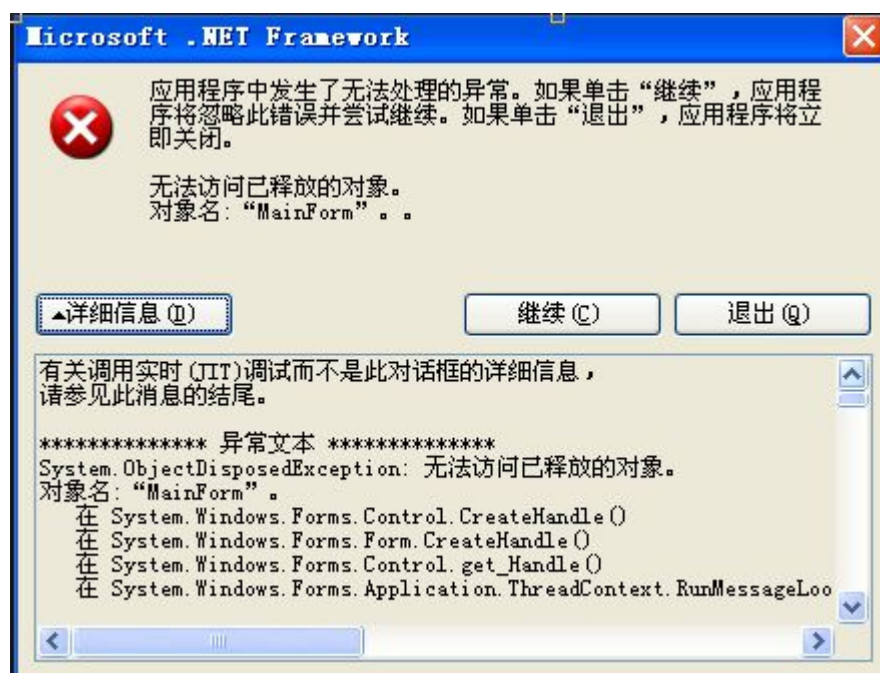 Microsoft .NET Framework
应用程序中发生了无法处理的异常。如果单击“继续”，应用程
序将忽略此错误并尝试继续。如果单击“退出”，应用程序将立
即关闭。
无法访问已释放的对象。
对象名:“MainForm”。。
详细信息(D)
继续(C)
退出(Q)
有关调用实时(JIT)调试而不是此对话框的详细信息，
请参见此消息的结尾。
************** 异常文本 **************
System.ObjectDisposedException: 无法访问已释放的对象。
对象名:“MainForm”。
在 System.Windows.Forms.Control.CreateHandle()
在 System.Windows.Forms.Form.CreateHandle()
在 System.Windows.Forms.Control.get_Handle()
在 System.Windows.Forms.Application.ThreadContext.RunMessageLoo